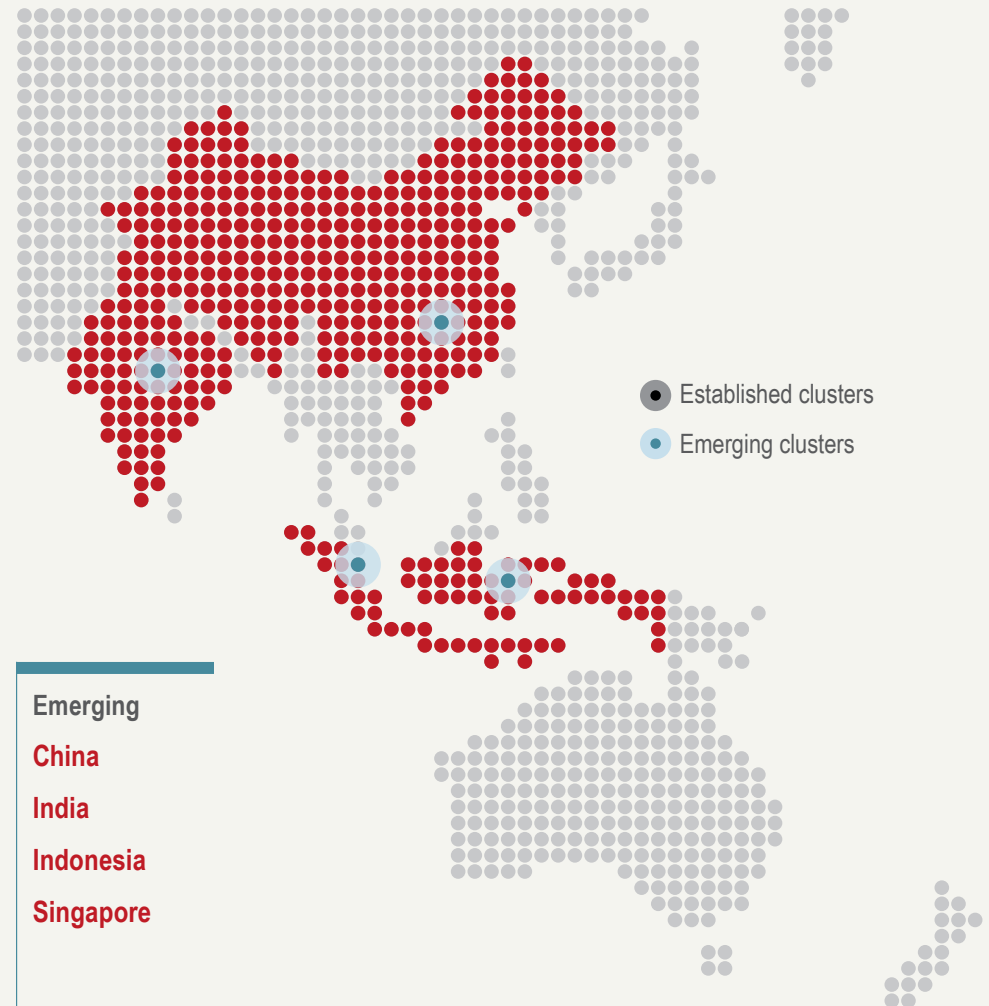 Established clusters
Emerging clusters
Emerging
China
India
Indonesia
Singapore